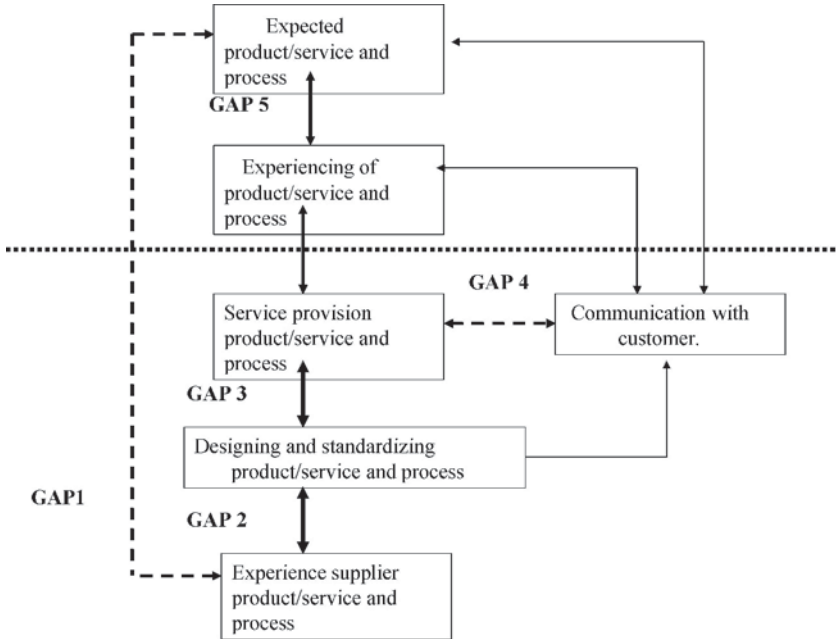 Expected
product/service and
process
GAP 5
Experiencing of
product/service and
process
GAP 4
Service provision
product/service and
process
Communication with
customer.
GAP 3
Designing and standardizing
product/service and process
GAP1
GAP 2
Experience supplier
product/service and
process